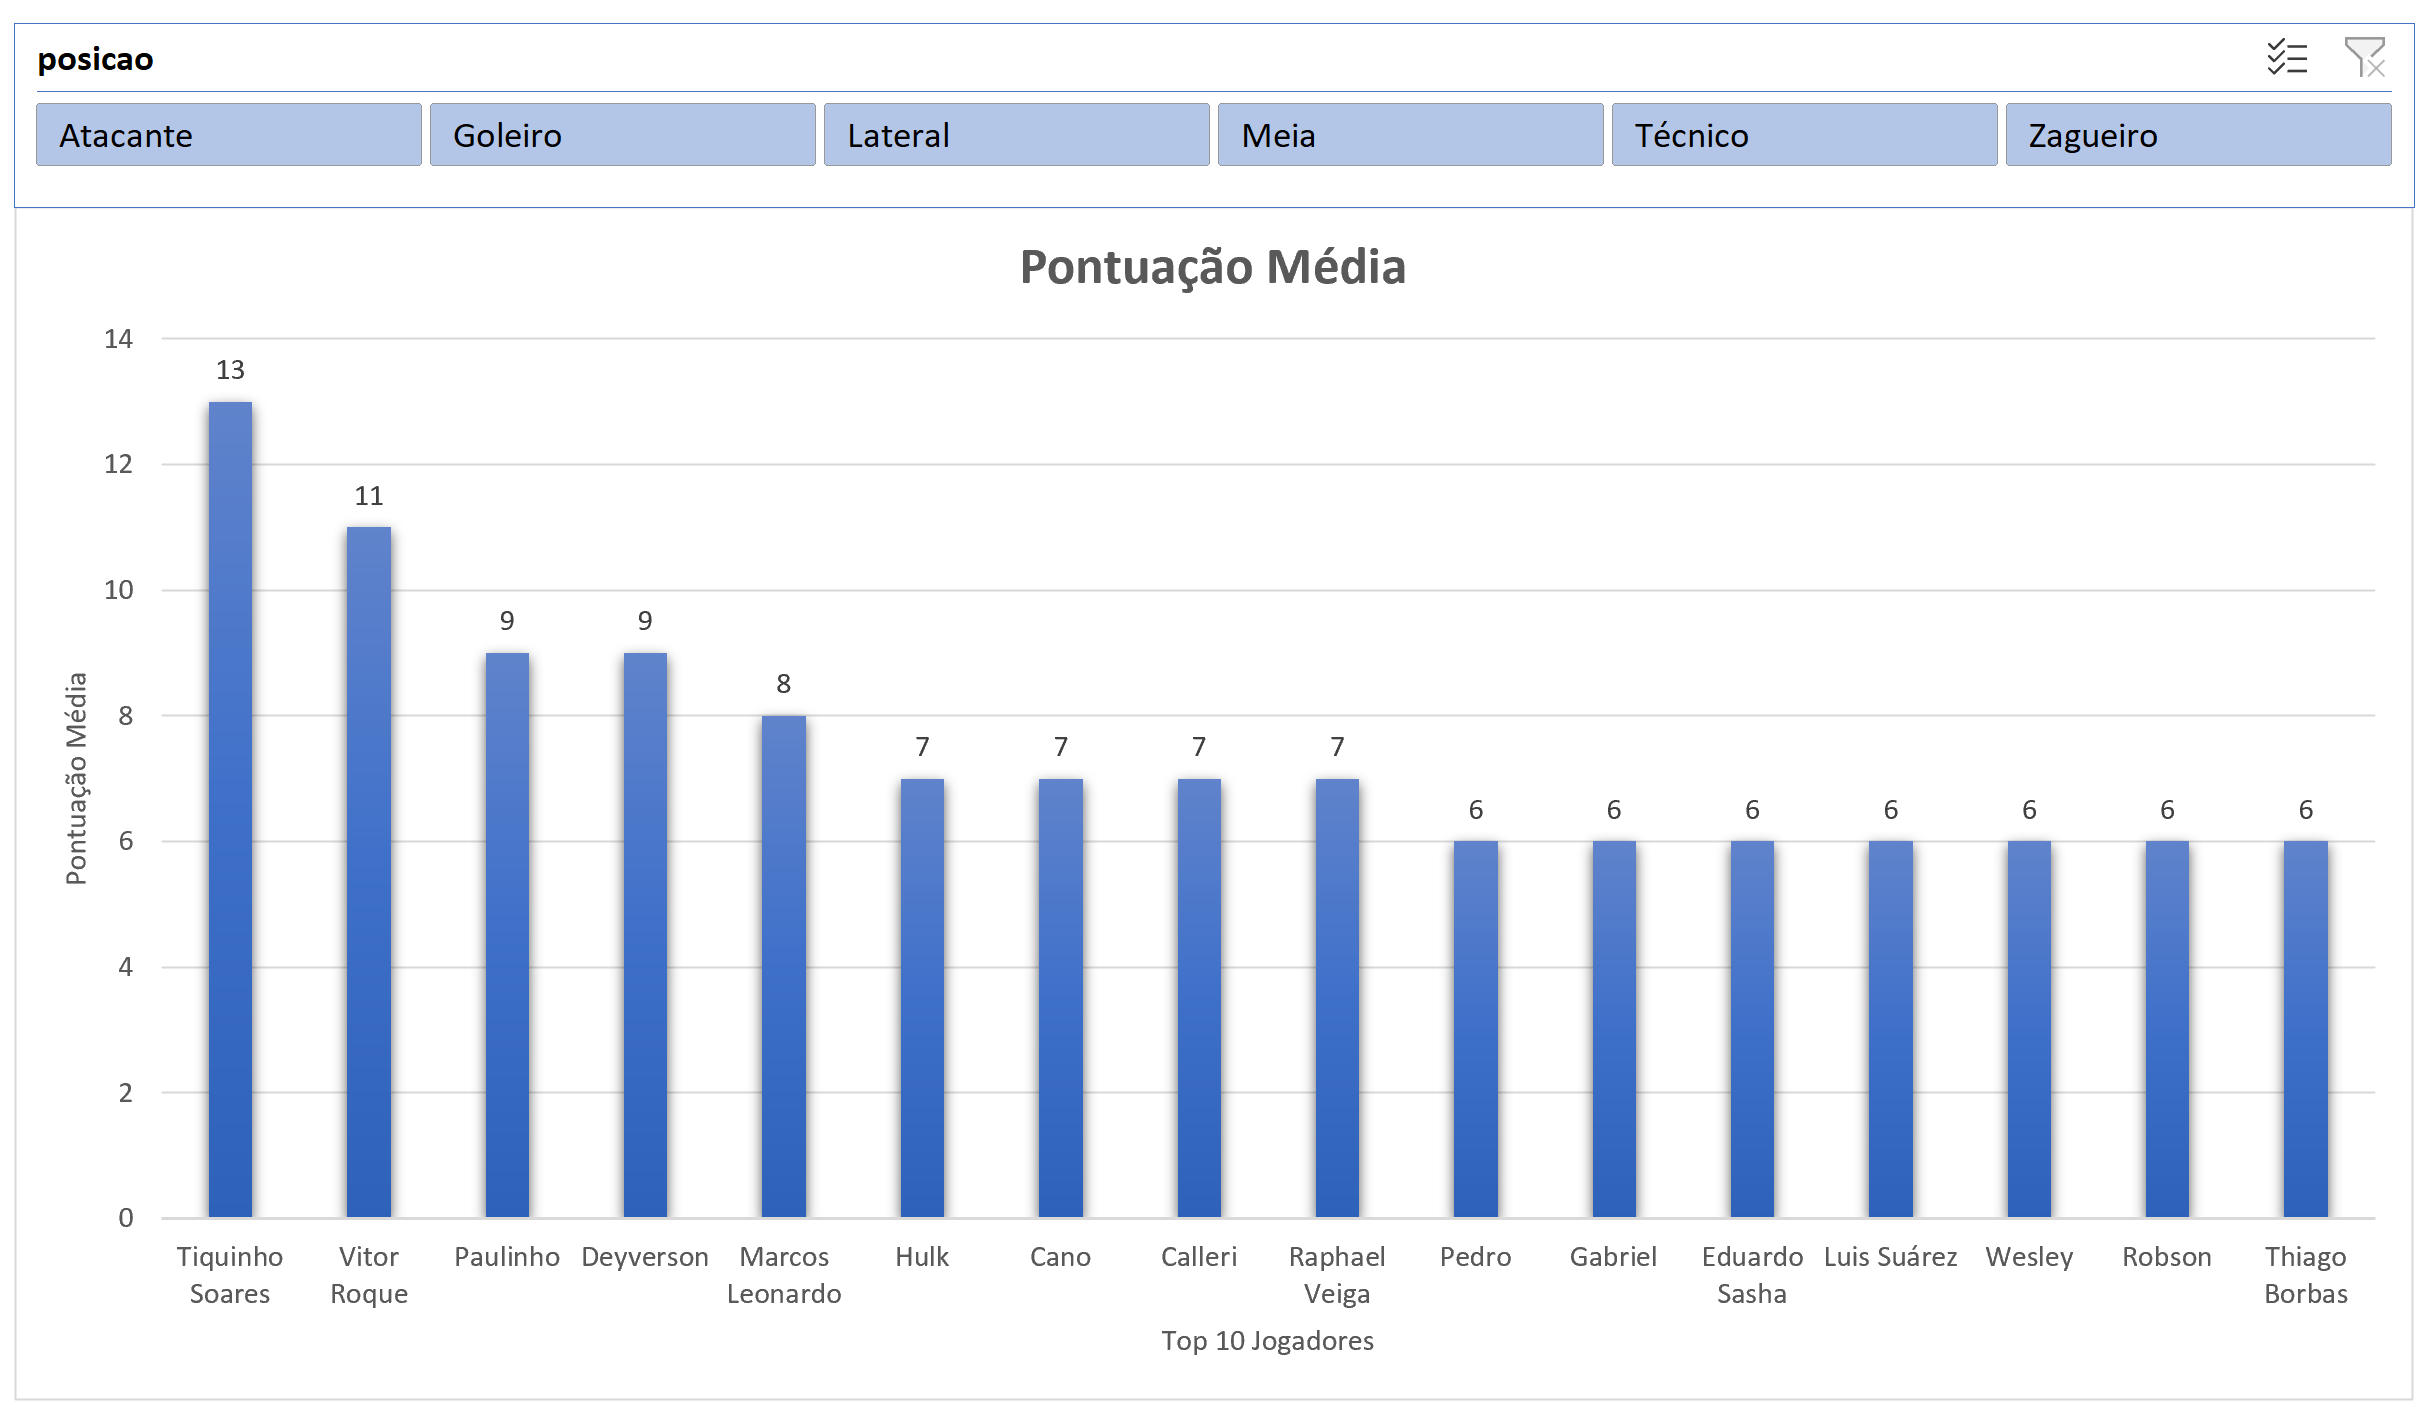 posicao
Atacante Goleiro Lateral Meia Técnico Zagueiro
Pontuação Média
14
12
10
8
6
4
2
0
Pontuação Média
13 11 9 9 8 7 7 7 7 6 6 6 6 6 6 6
Tiquinho Soares
Vitor Roque
Paulinho
Deyverson
Marcos Leonardo
Hulk
Cano
Calleri
Raphael Veiga
Pedro
Gabriel
Eduardo Sasha
Luis Suárez
Wesley
Robson
Thiago Borbas
Top 10 Jogadores